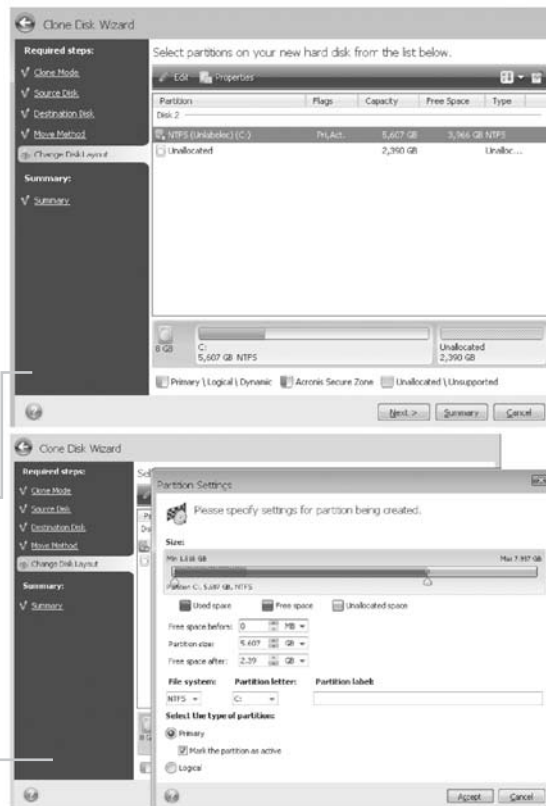 Clone Disk Wizard
Required steps:
Clone Mode
Source Disk
Destination Disk
Move Method
Change Disk Layout
Summary:
Summary
Select partitions on your new hard disk from the list below.
Edit Properties
Partition Flags Capacity Free Space Type
Disk 2
NTFS (Unlabeled) (C:) Pri,Act. 5,607 GB 3,966 GB NTFS
Unallocated 2,390 GB Unalloc...
8 GB
C:
5,607 GB NTFS
Unallocated
2,390 GB
Primary \ Logical \ Dynamic Acronis Secure Zone Unallocated \ Unsupported
Next > Summary Cancel
Clone Disk Wizard
Required steps:
Clone Mode
Source Disk
Destination Disk
Move Method
Change Disk Layout
Summary:
Summary
Partition Settings
Please specify settings for partition being created.
Size:
Partition C:, 5.607 GB, NTFS
Used space Free space Unallocated space
Free space before: 0 MB
Partition size: 5.607 GB
Free space after: 2.39 GB
File system: Partition letter: Partition label:
NTFS C:
Select the type of partition:
Primary
Mark the partition as active
Logical
Accept Cancel